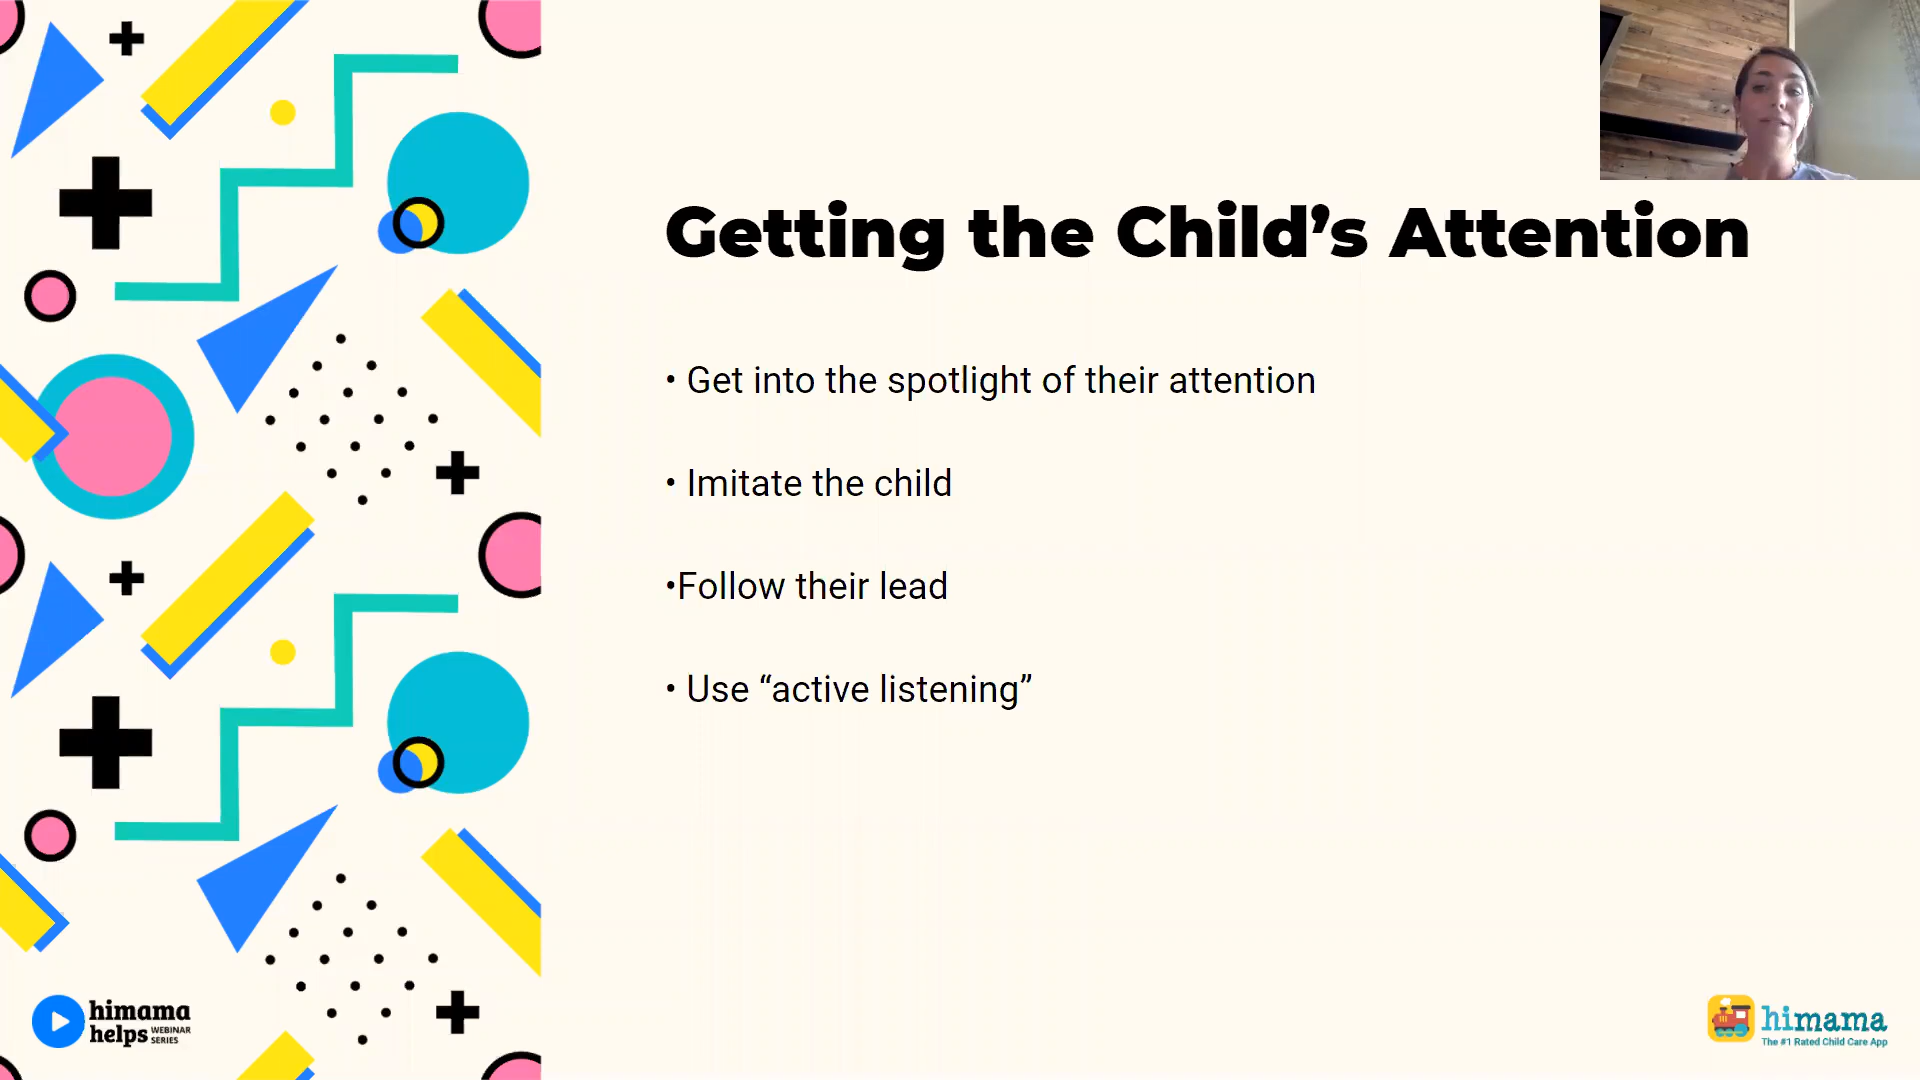 Getting the Child’s Attention
• Get into the spotlight of their attention
• Imitate the child
•Follow their lead
• Use “active listening”
himama
helps WEBINAR SERIES
himama
The #1 Rated Child Care App